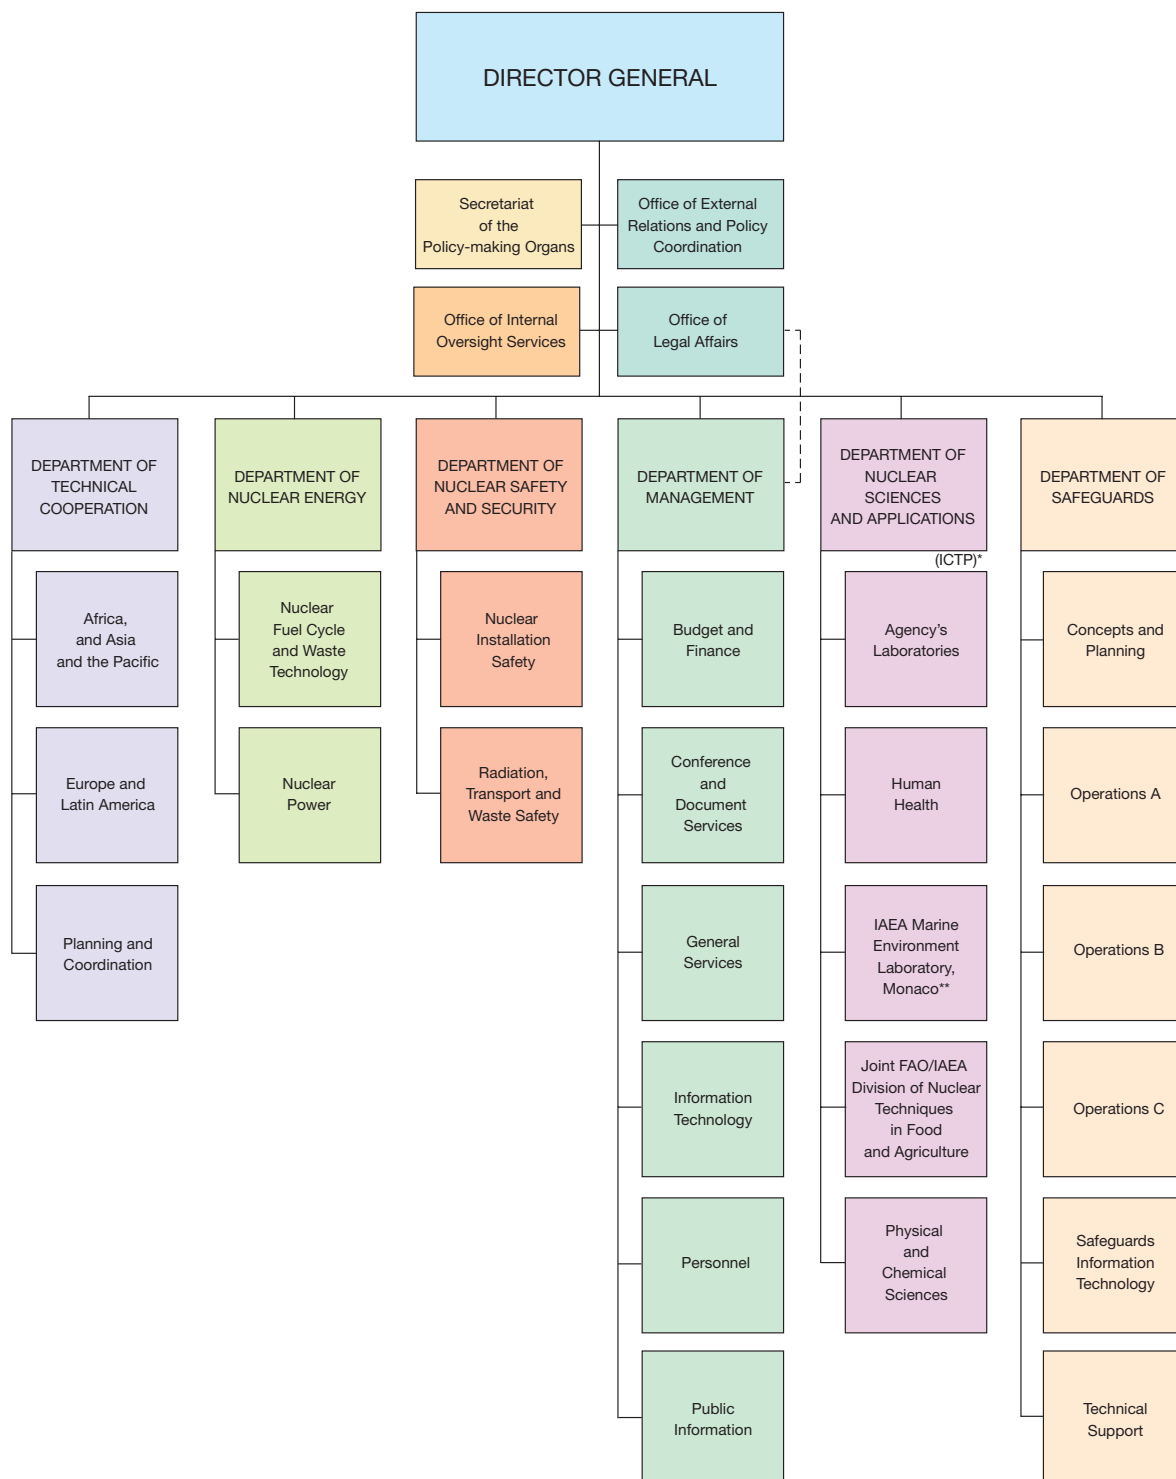 DIRECTOR GENERAL
Secretariat
of the
Policy-making Organs
Office of External
Relations and Policy
Coordination
Office of Internal
Oversight Services
Office of
Legal Affairs
DEPARTMENT OF
TECHNICAL
COOPERATION
DEPARTMENT OF
NUCLEAR ENERGY
DEPARTMENT OF
NUCLEAR SAFETY
AND SECURITY
DEPARTMENT OF
MANAGEMENT
DEPARTMENT OF
NUCLEAR
SCIENCES
AND APPLICATIONS
DEPARTMENT OF
SAFEGUARDS
(ICTP)*
Africa,
and Asia
and the Pacific
Nuclear
Fuel Cycle
and Waste
Technology
Nuclear
Installation
Safety
Budget and
Finance
Agency's
Laboratories
Concepts and
Planning
Europe and
Latin America
Nuclear
Power
Radiation,
Transport and
Waste Safety
Conference
and
Document
Services
Human
Health
Operations A
Planning and
Coordination
General
Services
IAEA Marine
Environment
Laboratory,
Monaco**
Operations B
Information
Technology
Joint FAO/IAEA
Division of Nuclear
Techniques
in Food
and Agriculture
Operations C
Personnel
Physical
and
Chemical
Sciences
Safeguards
Information
Technology
Public
Information
Technical
Support